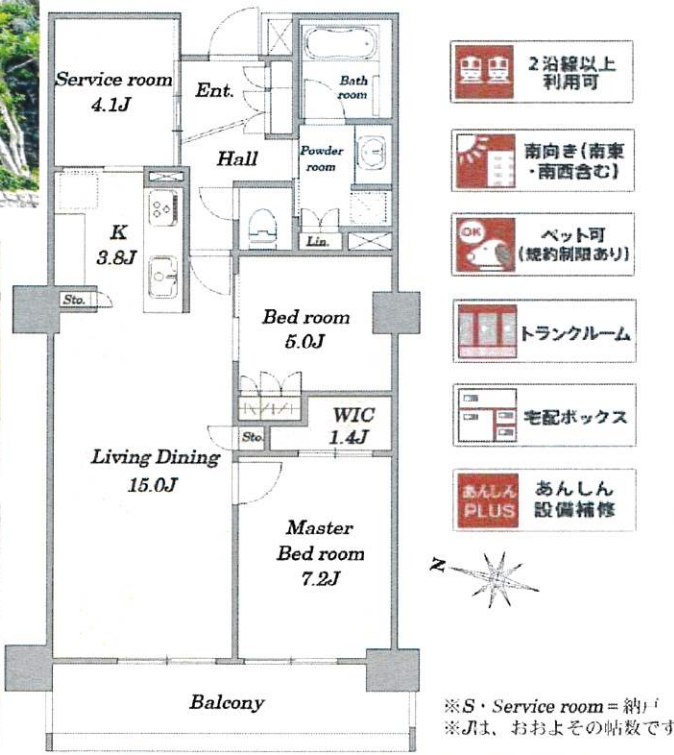 Service room
4.1J
Ent.
Bath
room
Hall
Powder
room
K
3.8J
Lin.
Sto.
Bed room
5.0J
WIC
1.4J
Sto.
Living Dining
15.0J
Master
Bed room
7.2J
Balcony
2沿線以上
利用可
南向き(南東
・南西含む)
OK
ペット可
(規約制限あり)
トランクルーム
宅配ボックス
あんしん
PLUS
あんしん
設備補修
N
※S・Service room=納戸
※Jは、おおよその帖数です